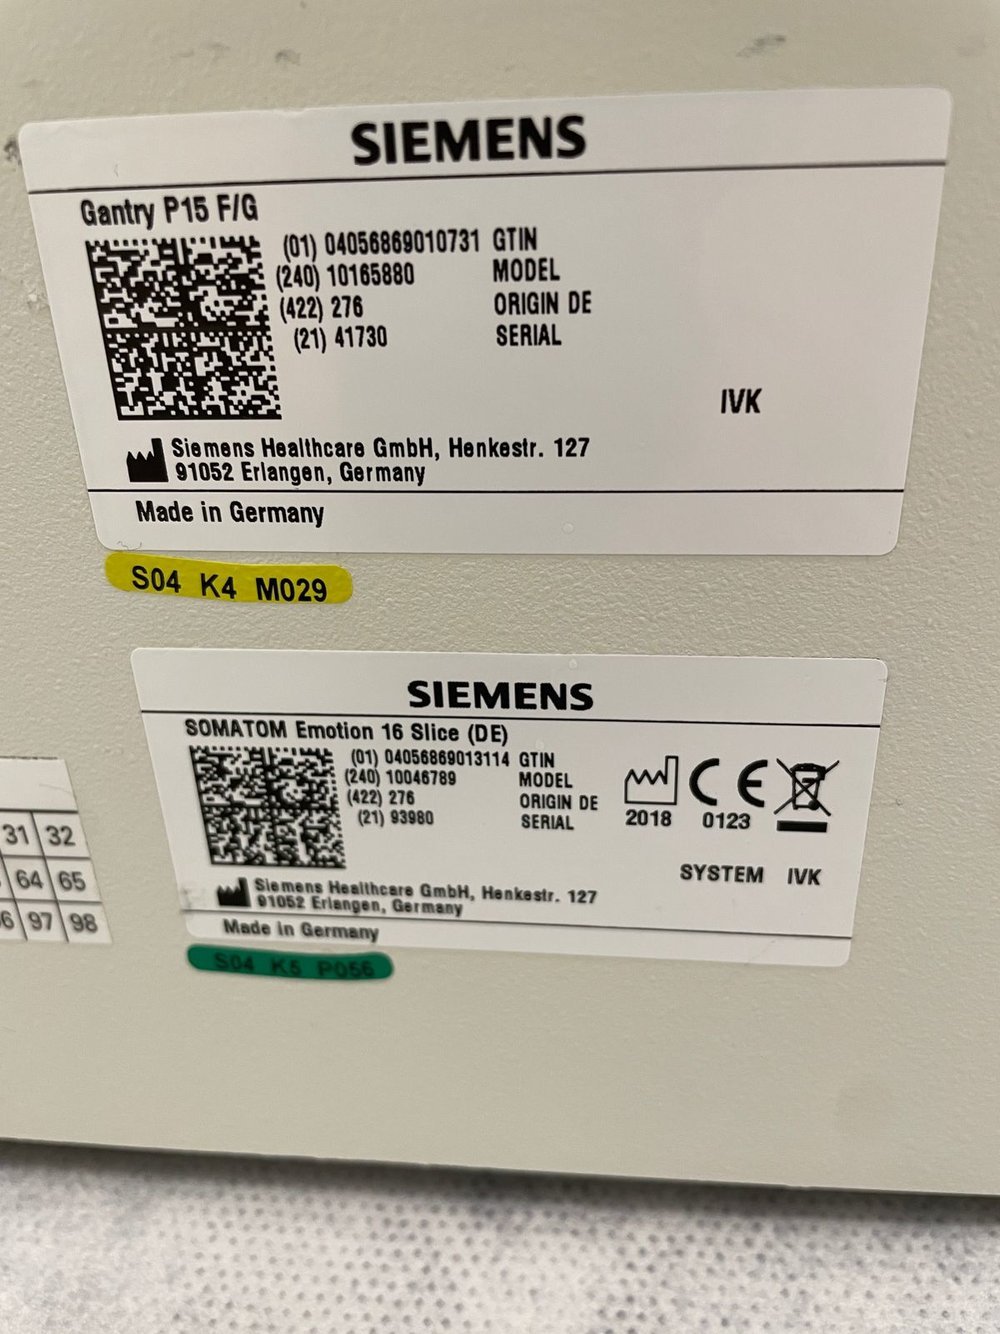 SIEMENS
Gantry P15 F/G
(01) 04056869010731 GTIN
(240) 10165880 MODEL
(422) 276 ORIGIN DE
(21) 41730 SERIAL
IVK
Siemens Healthcare GmbH, Henkestr. 127
91052 Erlangen, Germany
Made in Germany
S04 K4 M029
SIEMENS
SOMATOM Emotion 16 Slice (DE)
(01) 04056869013114 GTIN
(240) 10046789 MODEL
(422) 276 ORIGIN DE
(21) 93980 SERIAL
2018 0123
SYSTEM IVK
Siemens Healthcare GmbH, Henkestr. 127
91052 Erlangen, Germany
Made in Germany
S04 K5 P056
31 32
64 65
97 98